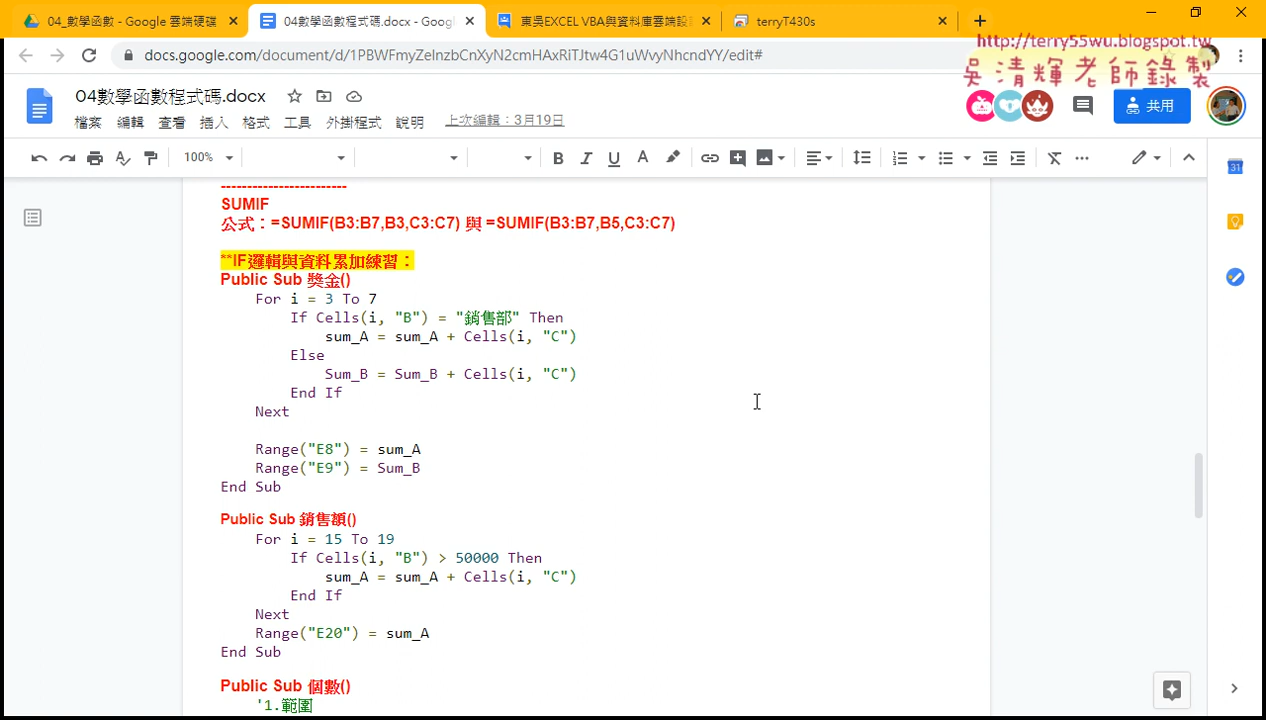 04_數學函數 - Google 雲端硬碟
04數學函數程式碼.docx - Googl
東吳EXCEL VBA與資料庫雲端設
terryT430s
docs.google.com/document/d/1PBWFmyZeInzbCnXyN2cmHAxRiTJtw4G1uWvyNhcndYY/edit#
http://terry55wu.blogspot.tw
吳清輝老師錄製
04數學函數程式碼.docx
檔案 編輯 查看 插入 格式 工具 外掛程式 說明 上次編輯：3月19日
共用
100%
B I U A
31
------------------------
SUMIF
公式：=SUMIF(B3:B7,B3,C3:C7) 與 =SUMIF(B3:B7,B5,C3:C7)
**IF邏輯與資料累加練習：
Public Sub 獎金()
For i = 3 To 7
If Cells(i, "B") = "銷售部" Then
sum_A = sum_A + Cells(i, "C")
Else
Sum_B = Sum_B + Cells(i, "C")
End If
Next
Range("E8") = sum_A
Range("E9") = Sum_B
End Sub
Public Sub 銷售額()
For i = 15 To 19
If Cells(i, "B") > 50000 Then
sum_A = sum_A + Cells(i, "C")
End If
Next
Range("E20") = sum_A
End Sub
Public Sub 個數()
'1.範圍